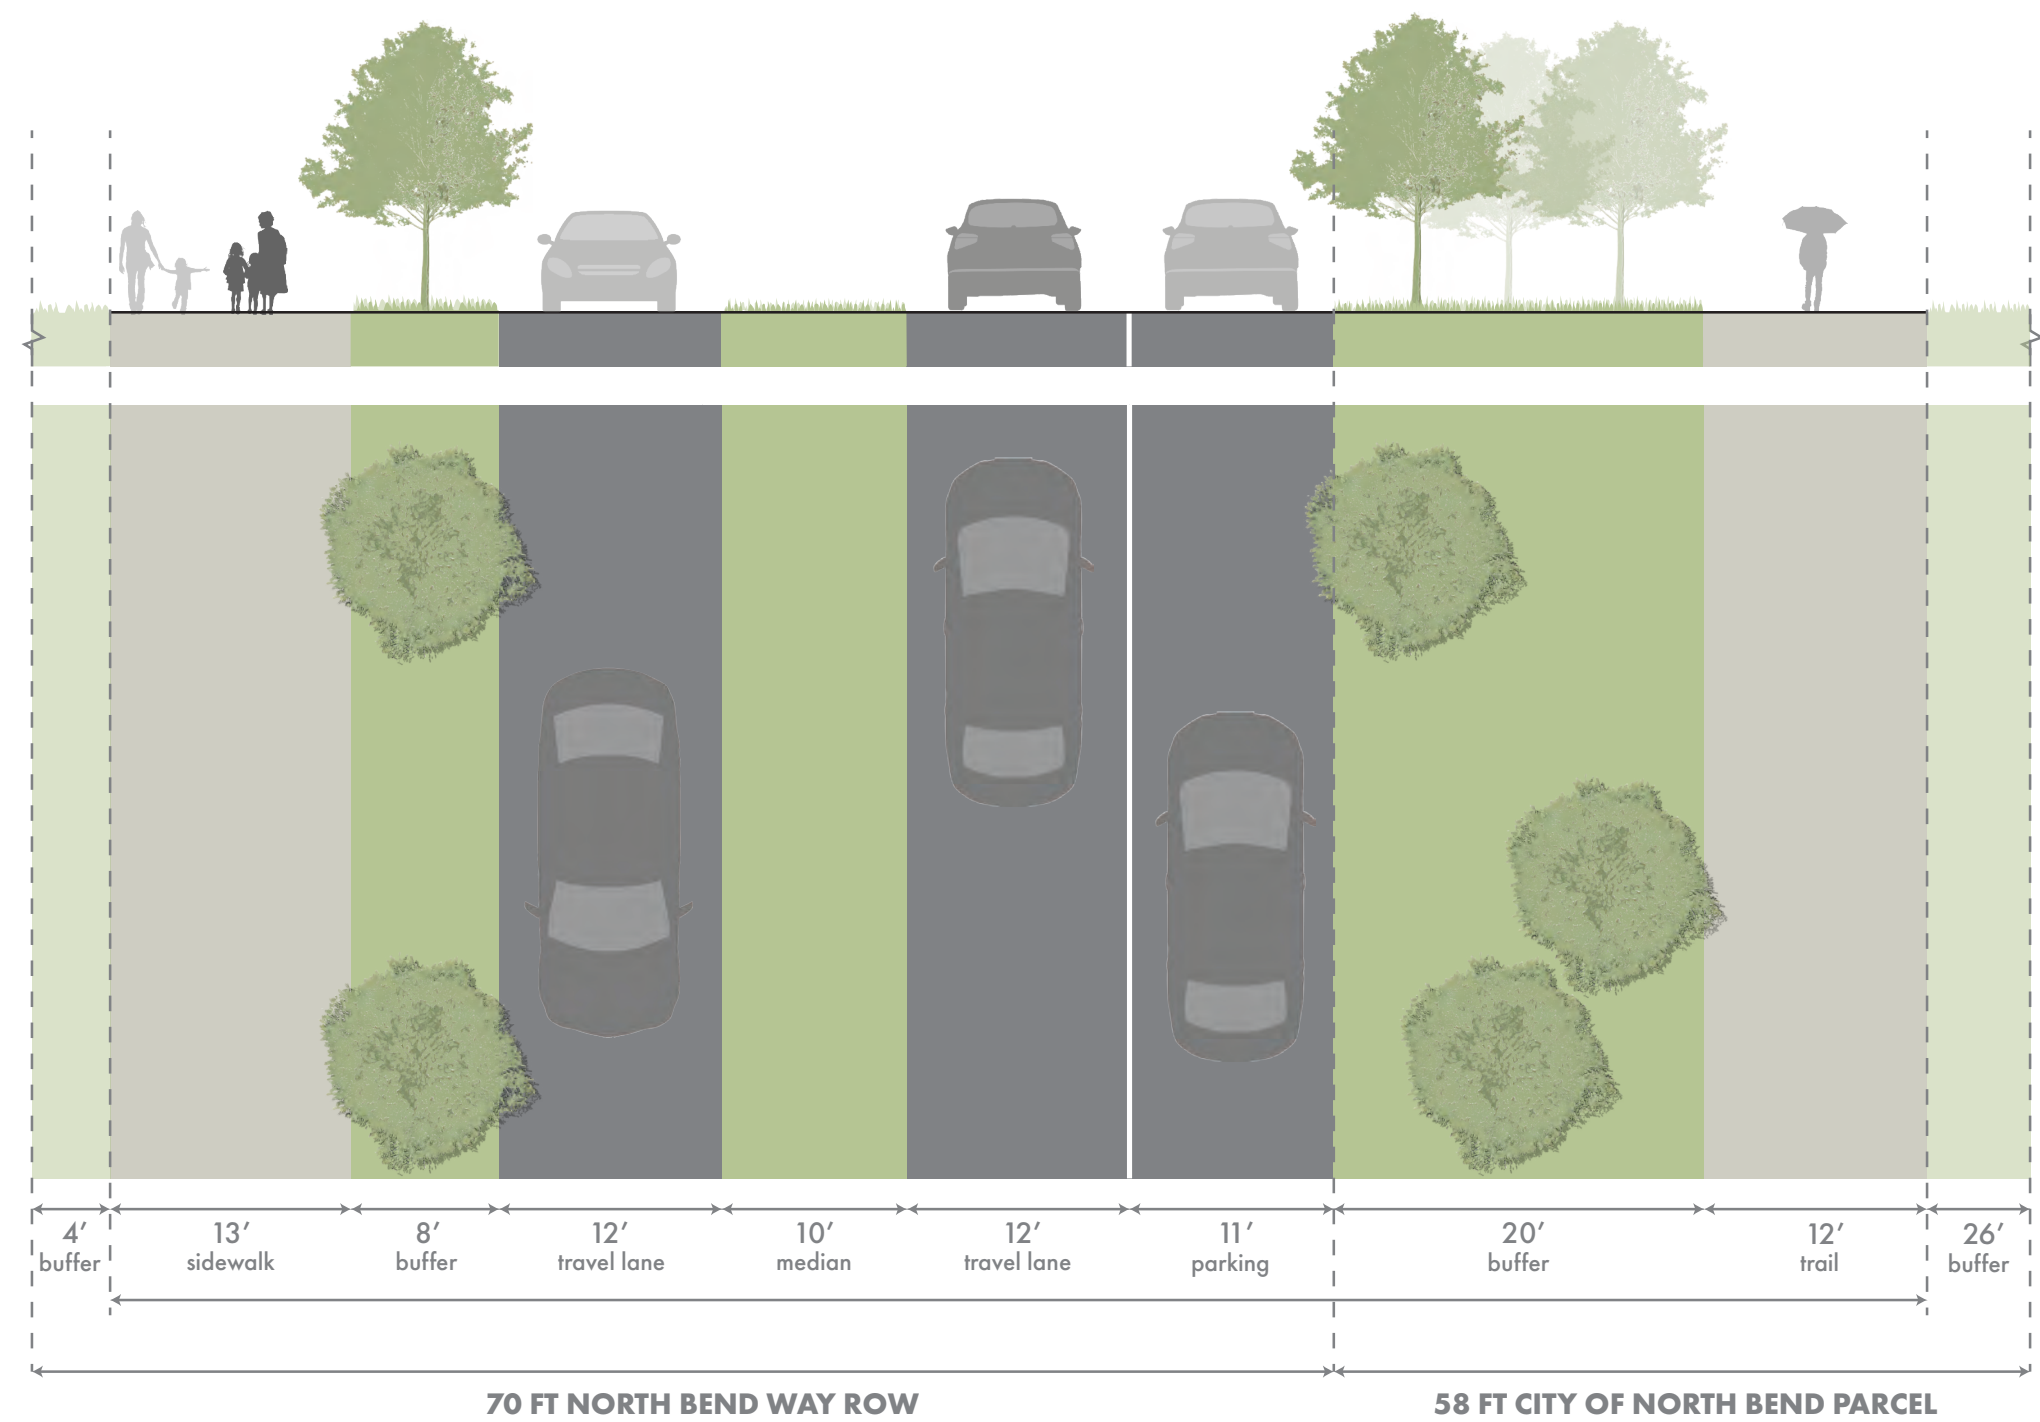 4′ 13′ 8′ 12′ 10′ 12′ 11′ 20′ 12′ 26′
buffer sidewalk buffer travel lane median travel lane parking buffer trail buffer
70 FT NORTH BEND WAY ROW 58 FT CITY OF NORTH BEND PARCEL